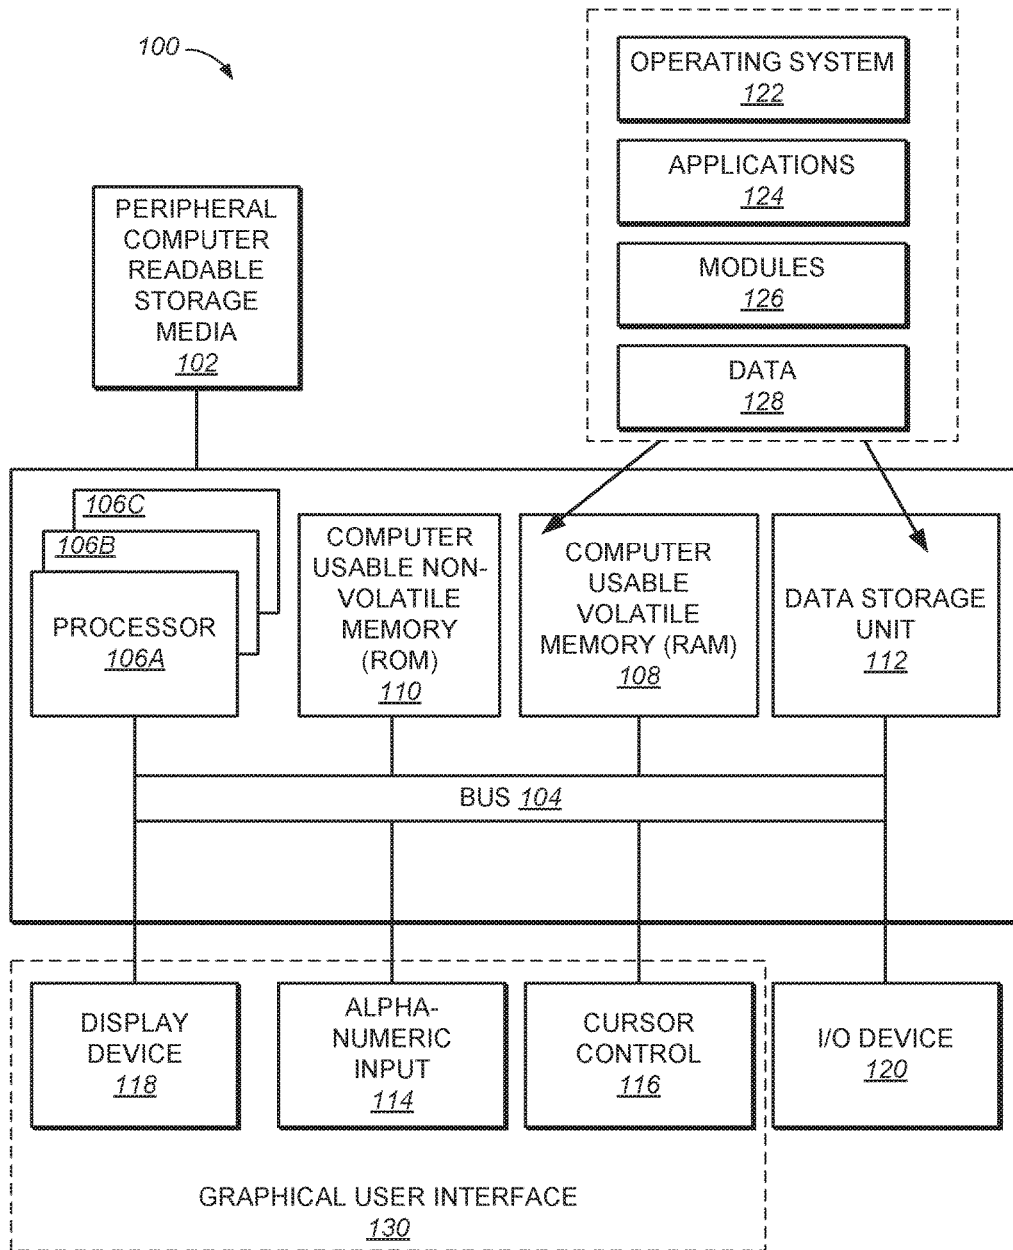 100
OPERATING SYSTEM
122
APPLICATIONS
124
MODULES
126
DATA
128
PERIPHERAL
COMPUTER
READABLE
STORAGE
MEDIA
102
106C
106B
PROCESSOR
106A
COMPUTER
USABLE NON-
VOLATILE
MEMORY
(ROM)
110
COMPUTER
USABLE
VOLATILE
MEMORY (RAM)
108
DATA STORAGE
UNIT
112
BUS 104
DISPLAY
DEVICE
118
ALPHA-
NUMERIC
INPUT
114
CURSOR
CONTROL
116
I/O DEVICE
120
GRAPHICAL USER INTERFACE
130